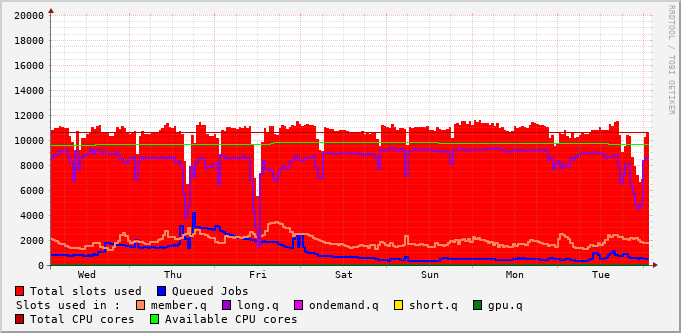 RRDTOOL / TOBI OETIKER
20000
18000
16000
14000
12000
10000
8000
6000
4000
2000
0
Wed Thu Fri Sat Sun Mon Tue
Total slots used Queued Jobs
Slots used in : member.q long.q ondemand.q short.q gpu.q
Total CPU cores Available CPU cores